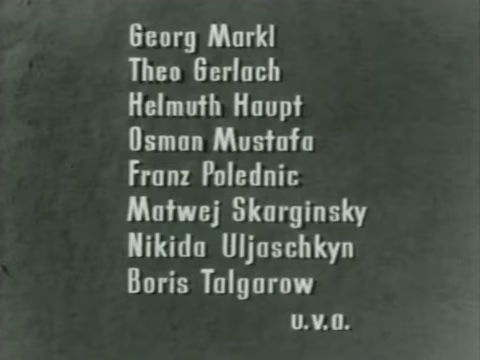 Georg Markl
Theo Gerlach
Helmuth Haupt
Osman Mustafa
Franz Polednic
Matwej Skarginsky
Nikida Uljaschkyn
Boris Talgarow
u.v.a.